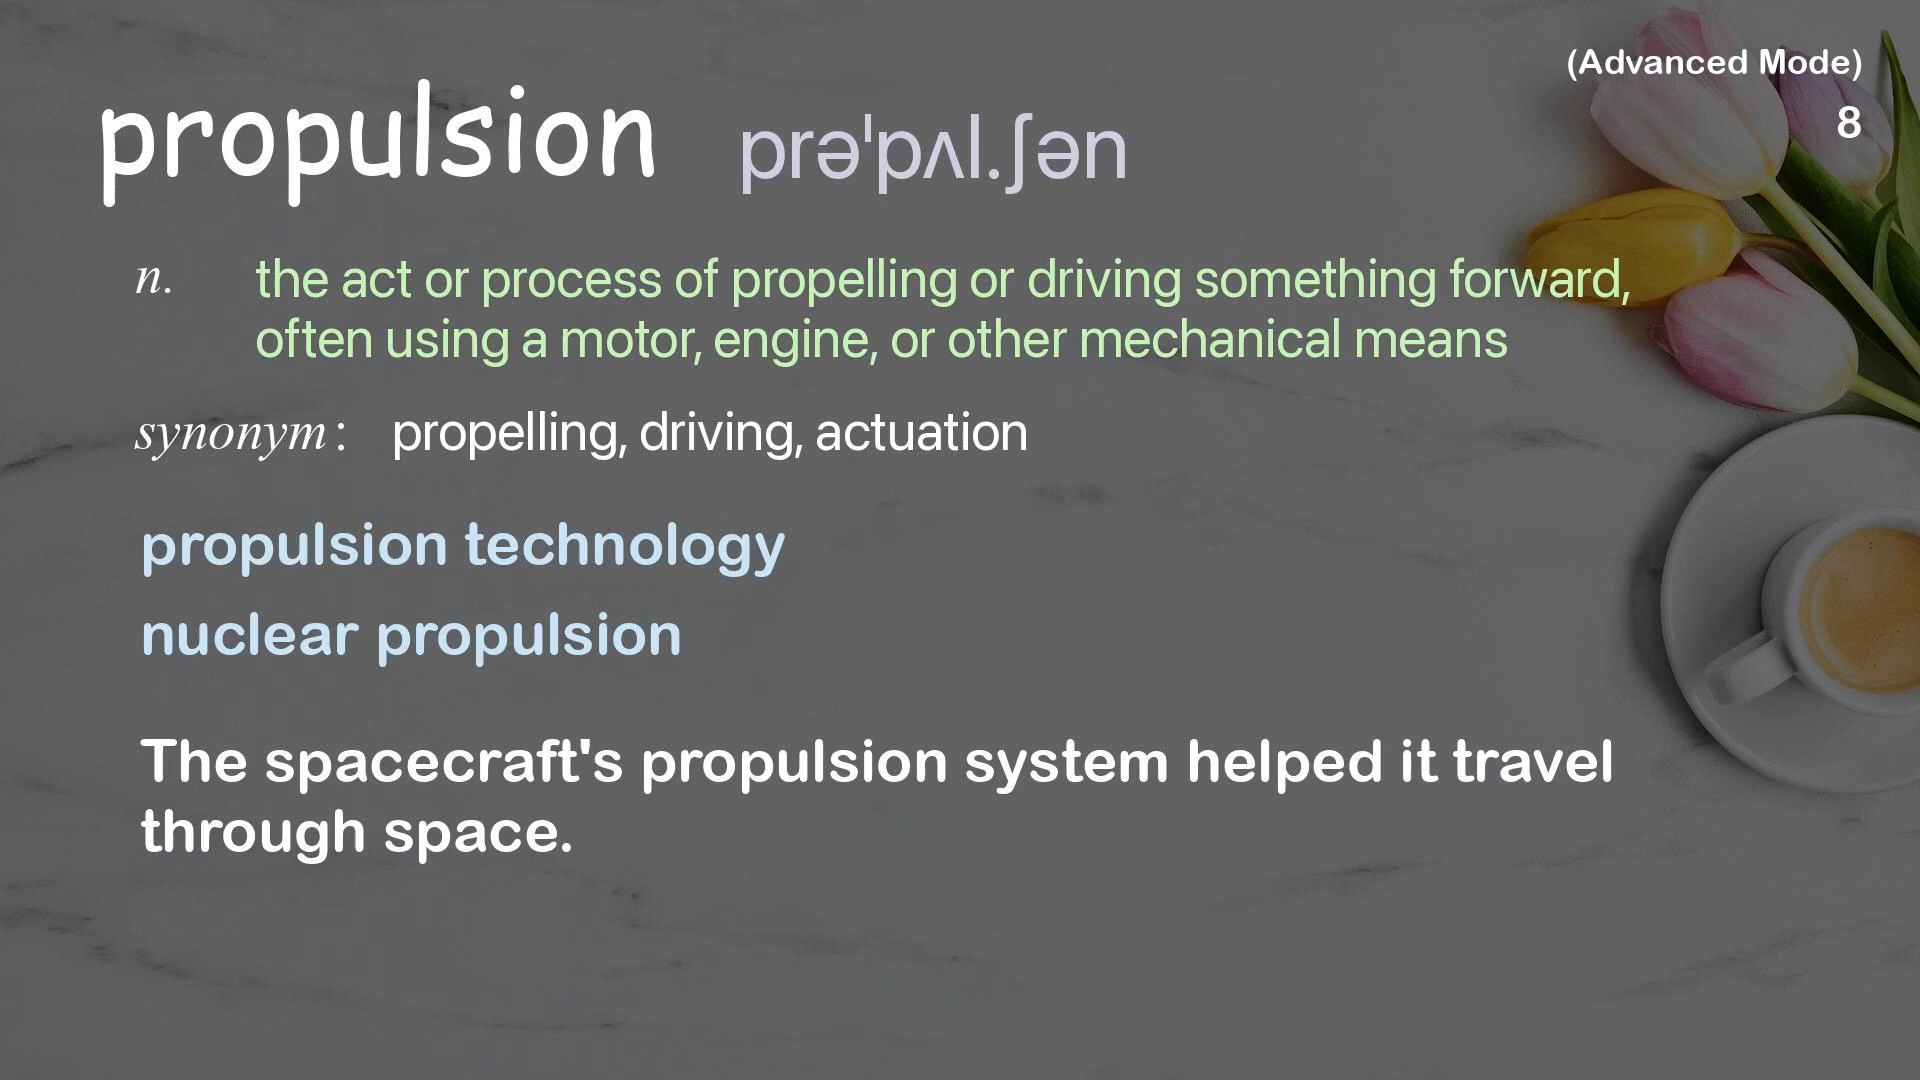 (Advanced Mode)
8
propulsion prəˈpʌl.ʃən
n. the act or process of propelling or driving something forward,
often using a motor, engine, or other mechanical means
synonym: propelling, driving, actuation
propulsion technology
nuclear propulsion
The spacecraft's propulsion system helped it travel
through space.